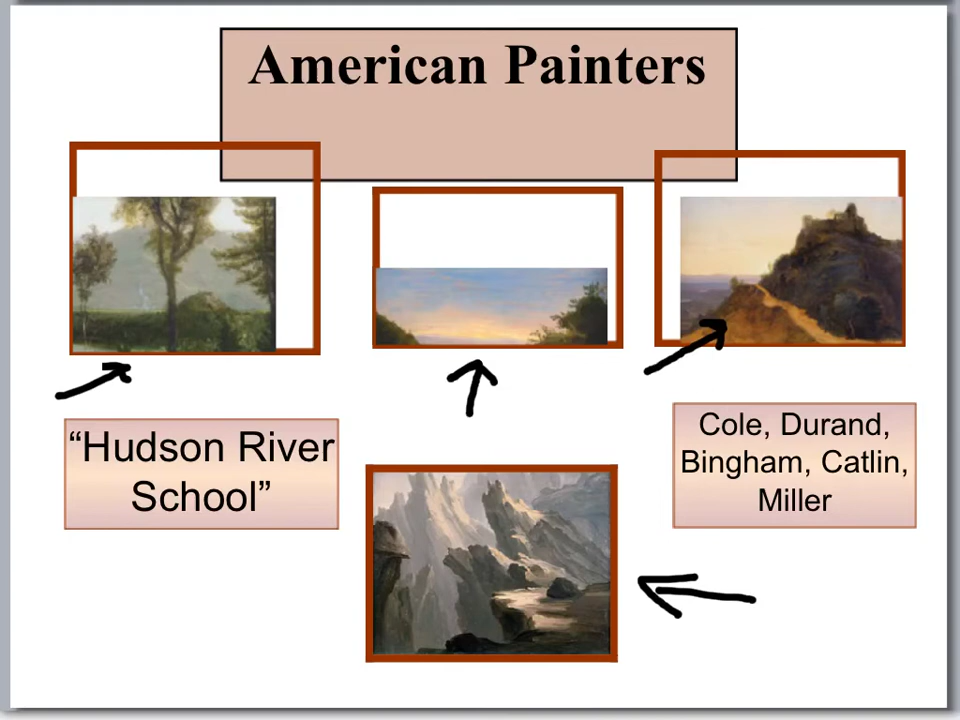 American Painters
“Hudson River
School”
Cole, Durand,
Bingham, Catlin,
Miller